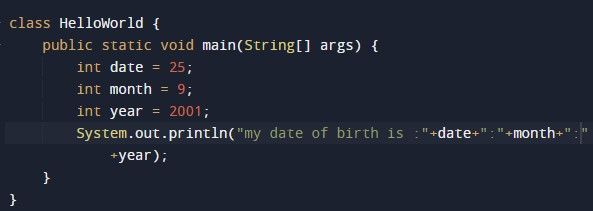 class HelloWorld {
public static void main(String[] args) {
int date = 25;
int month = 9;
int year = 2001;
System.out.println("my date of birth is :"+date+":"+month+":"
+year);
}
}